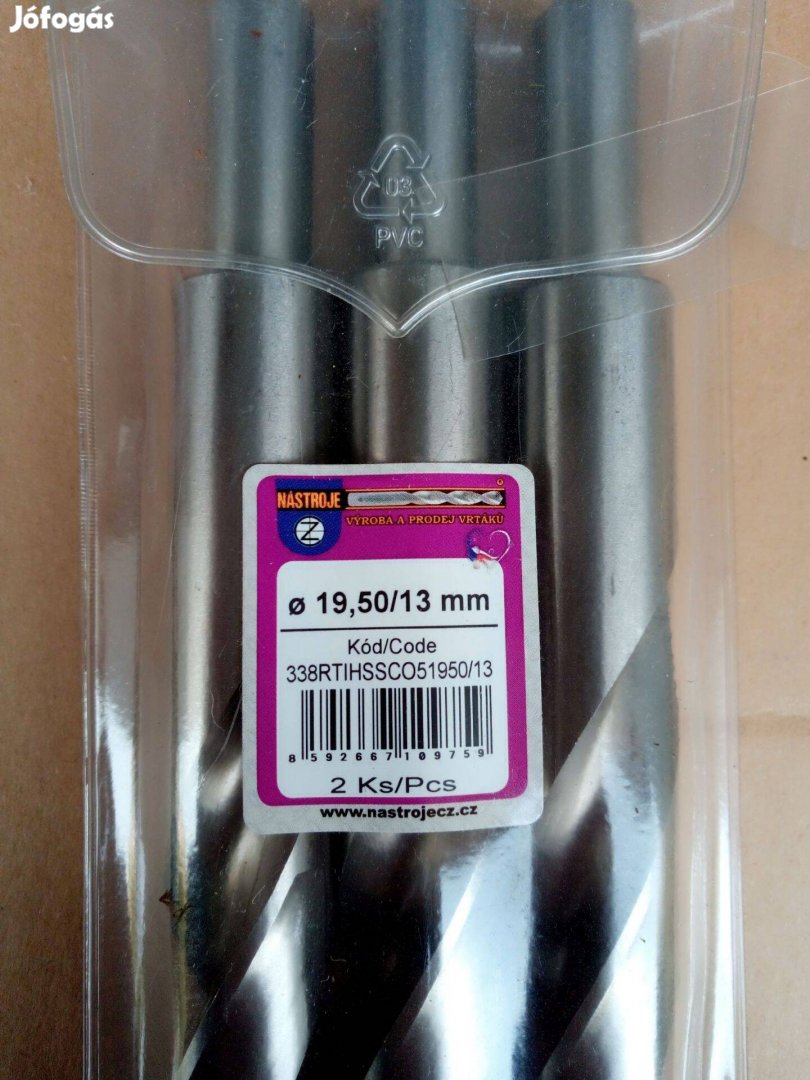 Jófogás
03
PVC
NÁSTROJE
Z
VÝROBA A PRODEJ VRTÁKŮ
ø 19,50/13 mm
Kód/Code
338RTIHSSCO51950/13
8 592667 109759
2 Ks/Pcs
www.nastrojecz.cz